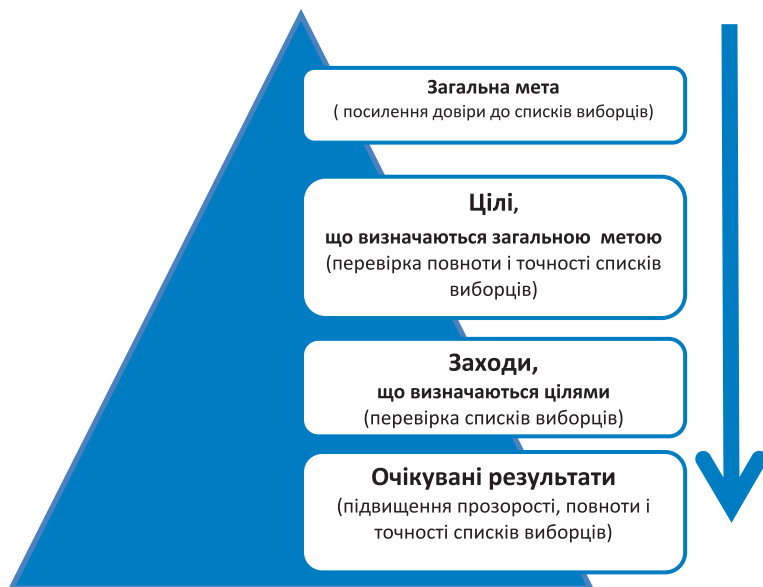 Загальна мета
( посилення довіри до списків виборців)
Цілі,
що визначаються загальною метою
(перевірка повноти і точності списків
виборців)
Заходи,
що визначаються цілями
(перевірка списків виборців)
Очікувані результати
(підвищення прозорості, повноти і
точності списків виборців)